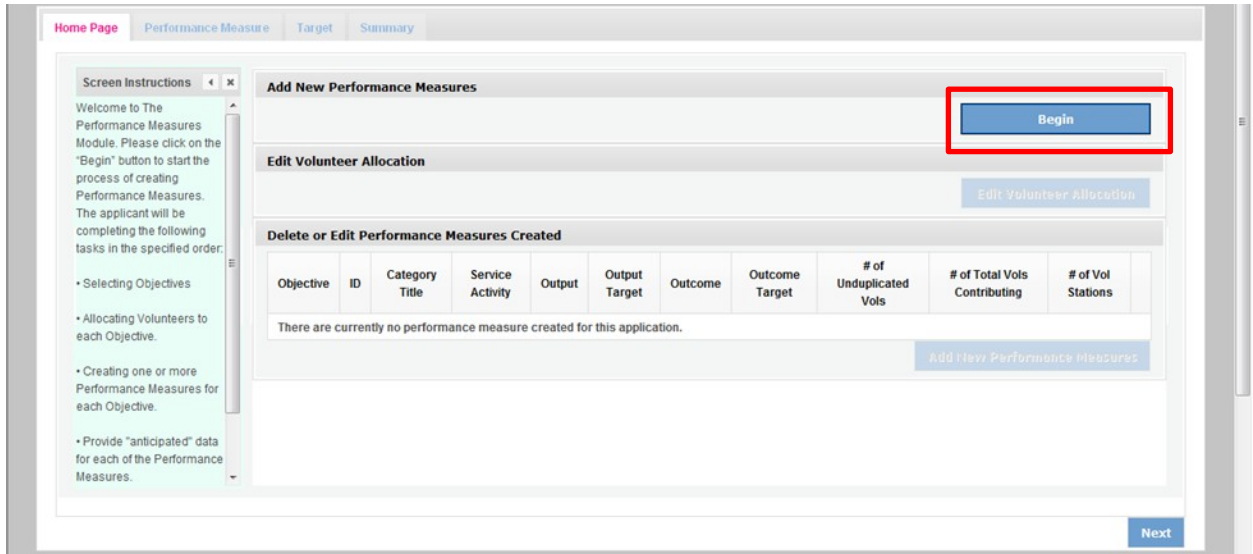 Home Page Performance Measure Target Summary
Screen Instructions
Welcome to The
Performance Measures
Module. Please click on the
"Begin" button to start the
process of creating
Performance Measures.
The applicant will be
completing the following
tasks in the specified order:
• Selecting Objectives
• Allocating Volunteers to
each Objective.
• Creating one or more
Performance Measures for
each Objective.
• Provide "anticipated" data
for each of the Performance
Measures.
Add New Performance Measures
Begin
Edit Volunteer Allocation
Edit Volunteer Allocation
Delete or Edit Performance Measures Created
Objective ID Category Title Service Activity Output Output Target Outcome Outcome Target # of Unduplicated Vols # of Total Vols Contributing # of Vol Stations
There are currently no performance measure created for this application.
Add New Performance Measures
Next